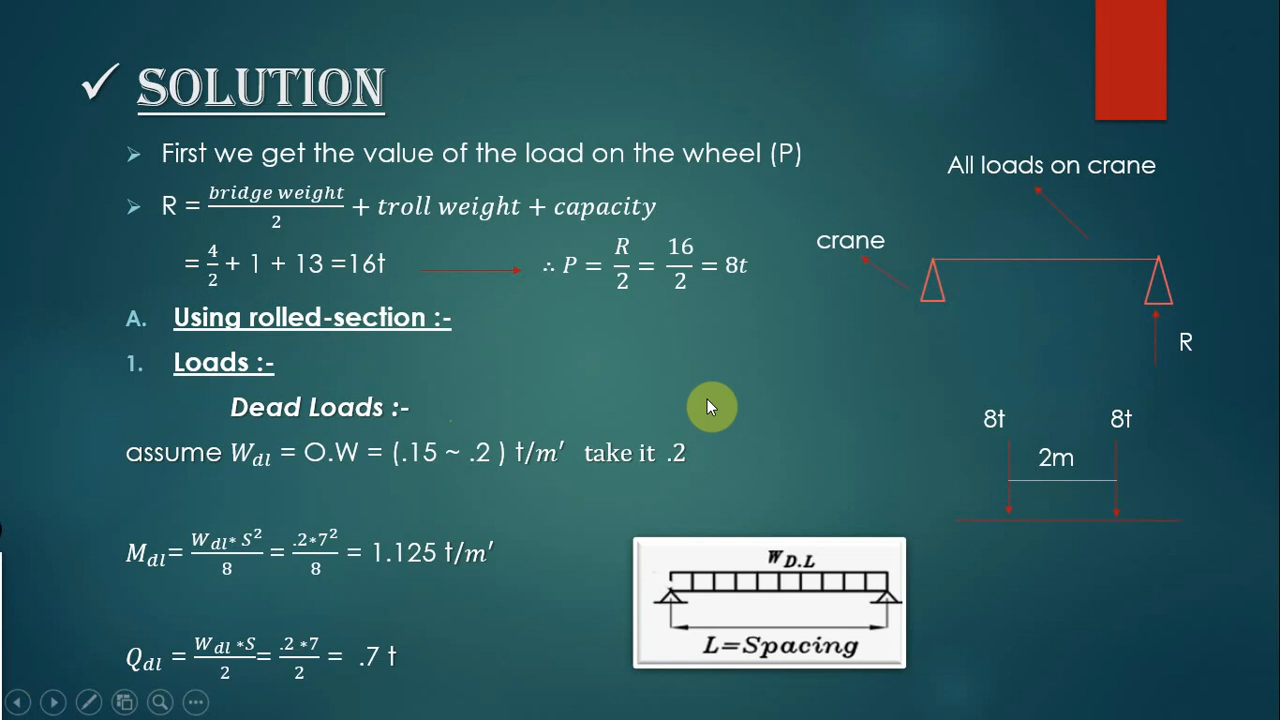 ✓ SOLUTION
➢ First we get the value of the load on the wheel (P)
➢ R = bridge weight / 2 + troll weight + capacity
= 4/2 + 1 + 13 =16t ⟶ ∴ P = R/2 = 16/2 = 8t
A. Using rolled-section :-
1. Loads :-
Dead Loads :-
assume W_dl = O.W = (.15 ~ .2 ) t/m′ take it .2
M_dl= W_dl* S² / 8 = .2*7² / 8 = 1.125 t/m′
Q_dl = W_dl *S / 2 = .2 *7 / 2 = .7 t
All loads on crane
crane
R
8t 8t
2m
W_D.L
L=Spacing